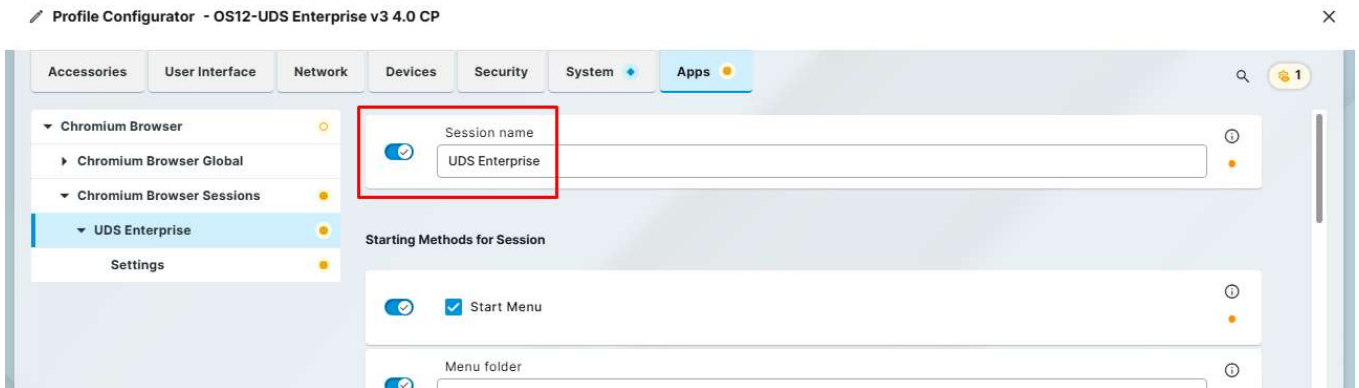 Profile Configurator - OS12-UDS Enterprise v3 4.0 CP
Accessories User Interface Network Devices Security System Apps 1
Chromium Browser
Chromium Browser Global
Chromium Browser Sessions
UDS Enterprise
Settings
Session name
UDS Enterprise
Starting Methods for Session
Start Menu
Menu folder